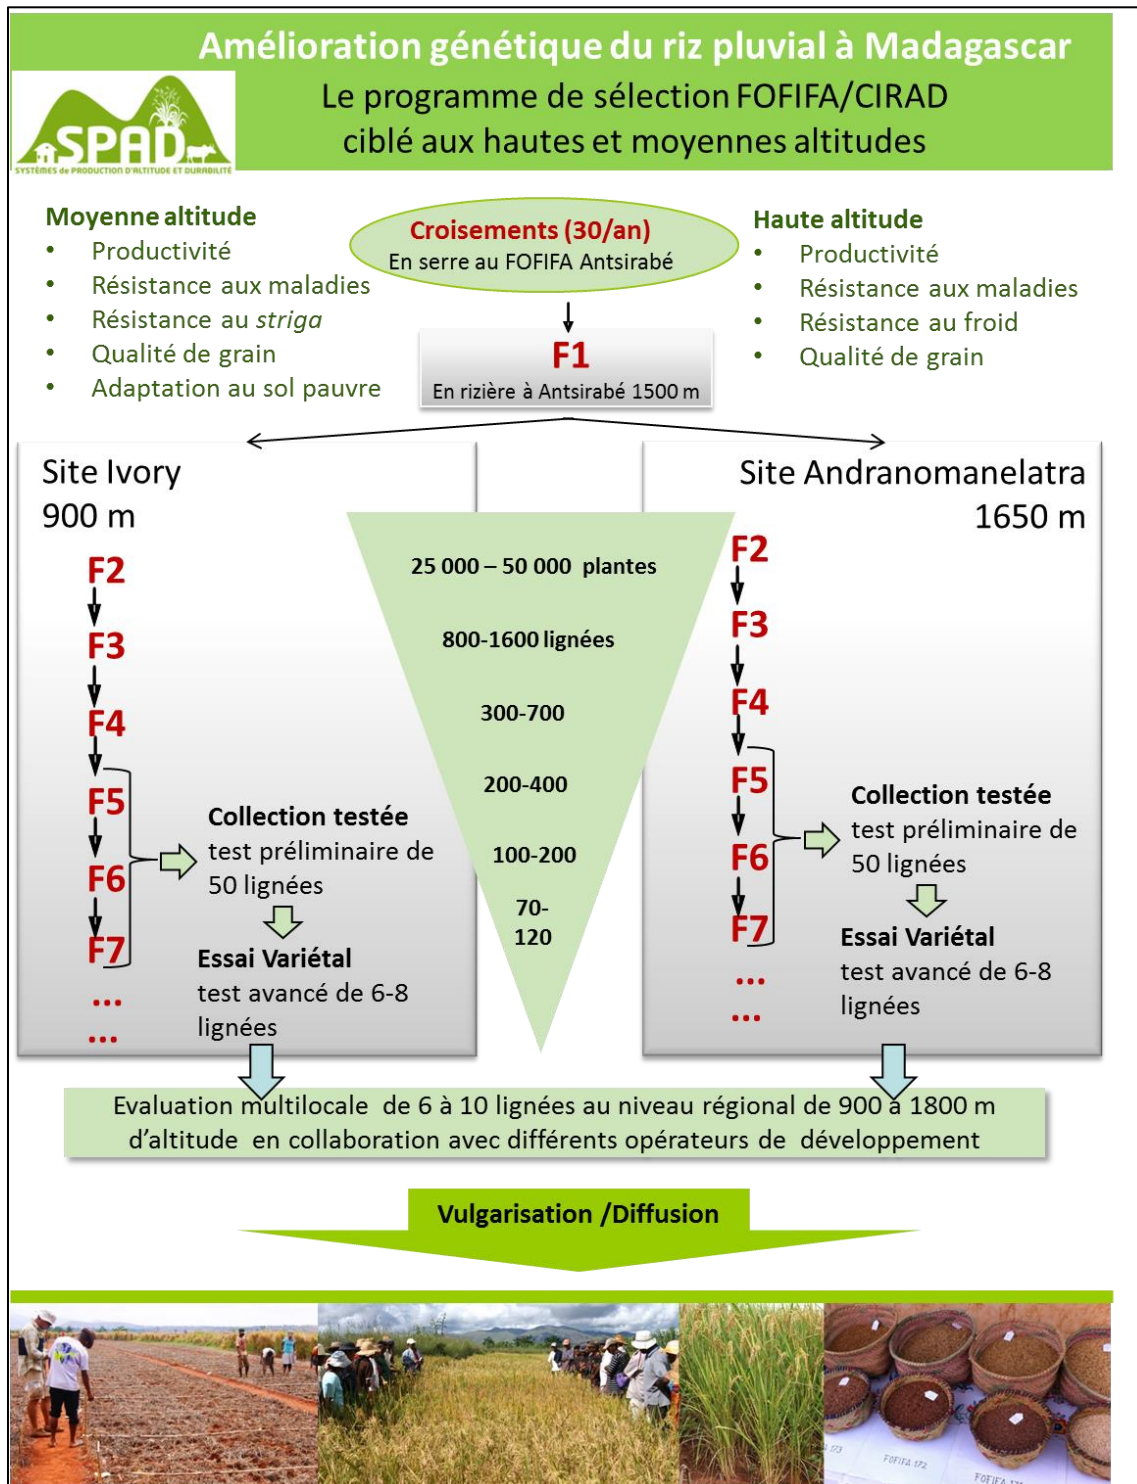 Amélioration génétique du riz pluvial à Madagascar
Le programme de sélection FOFIFA/CIRAD
ciblé aux hautes et moyennes altitudes
SPAD
SYSTÈMES de PRODUCTION D'ALTITUDE ET DURABILITÉ
Moyenne altitude
• Productivité
• Résistance aux maladies
• Résistance au striga
• Qualité de grain
• Adaptation au sol pauvre
Croisements (30/an)
En serre au FOFIFA Antsirabé
F1
En rizière à Antsirabé 1500 m
Haute altitude
• Productivité
• Résistance aux maladies
• Résistance au froid
• Qualité de grain
Site Ivory
900 m
F2
F3
F4
F5
F6
F7
...
...
Collection testée
test préliminaire de
50 lignées
Essai Variétal
test avancé de 6-8
lignées
25 000 – 50 000 plantes
800-1600 lignées
300-700
200-400
100-200
70-
120
Site Andranomanelatra
1650 m
F2
F3
F4
F5
F6
F7
...
...
Collection testée
test préliminaire de
50 lignées
Essai Variétal
test avancé de 6-8
lignées
Evaluation multilocale de 6 à 10 lignées au niveau régional de 900 à 1800 m
d'altitude en collaboration avec différents opérateurs de développement
Vulgarisation /Diffusion
173
FOFIFA 172
FOFIFA